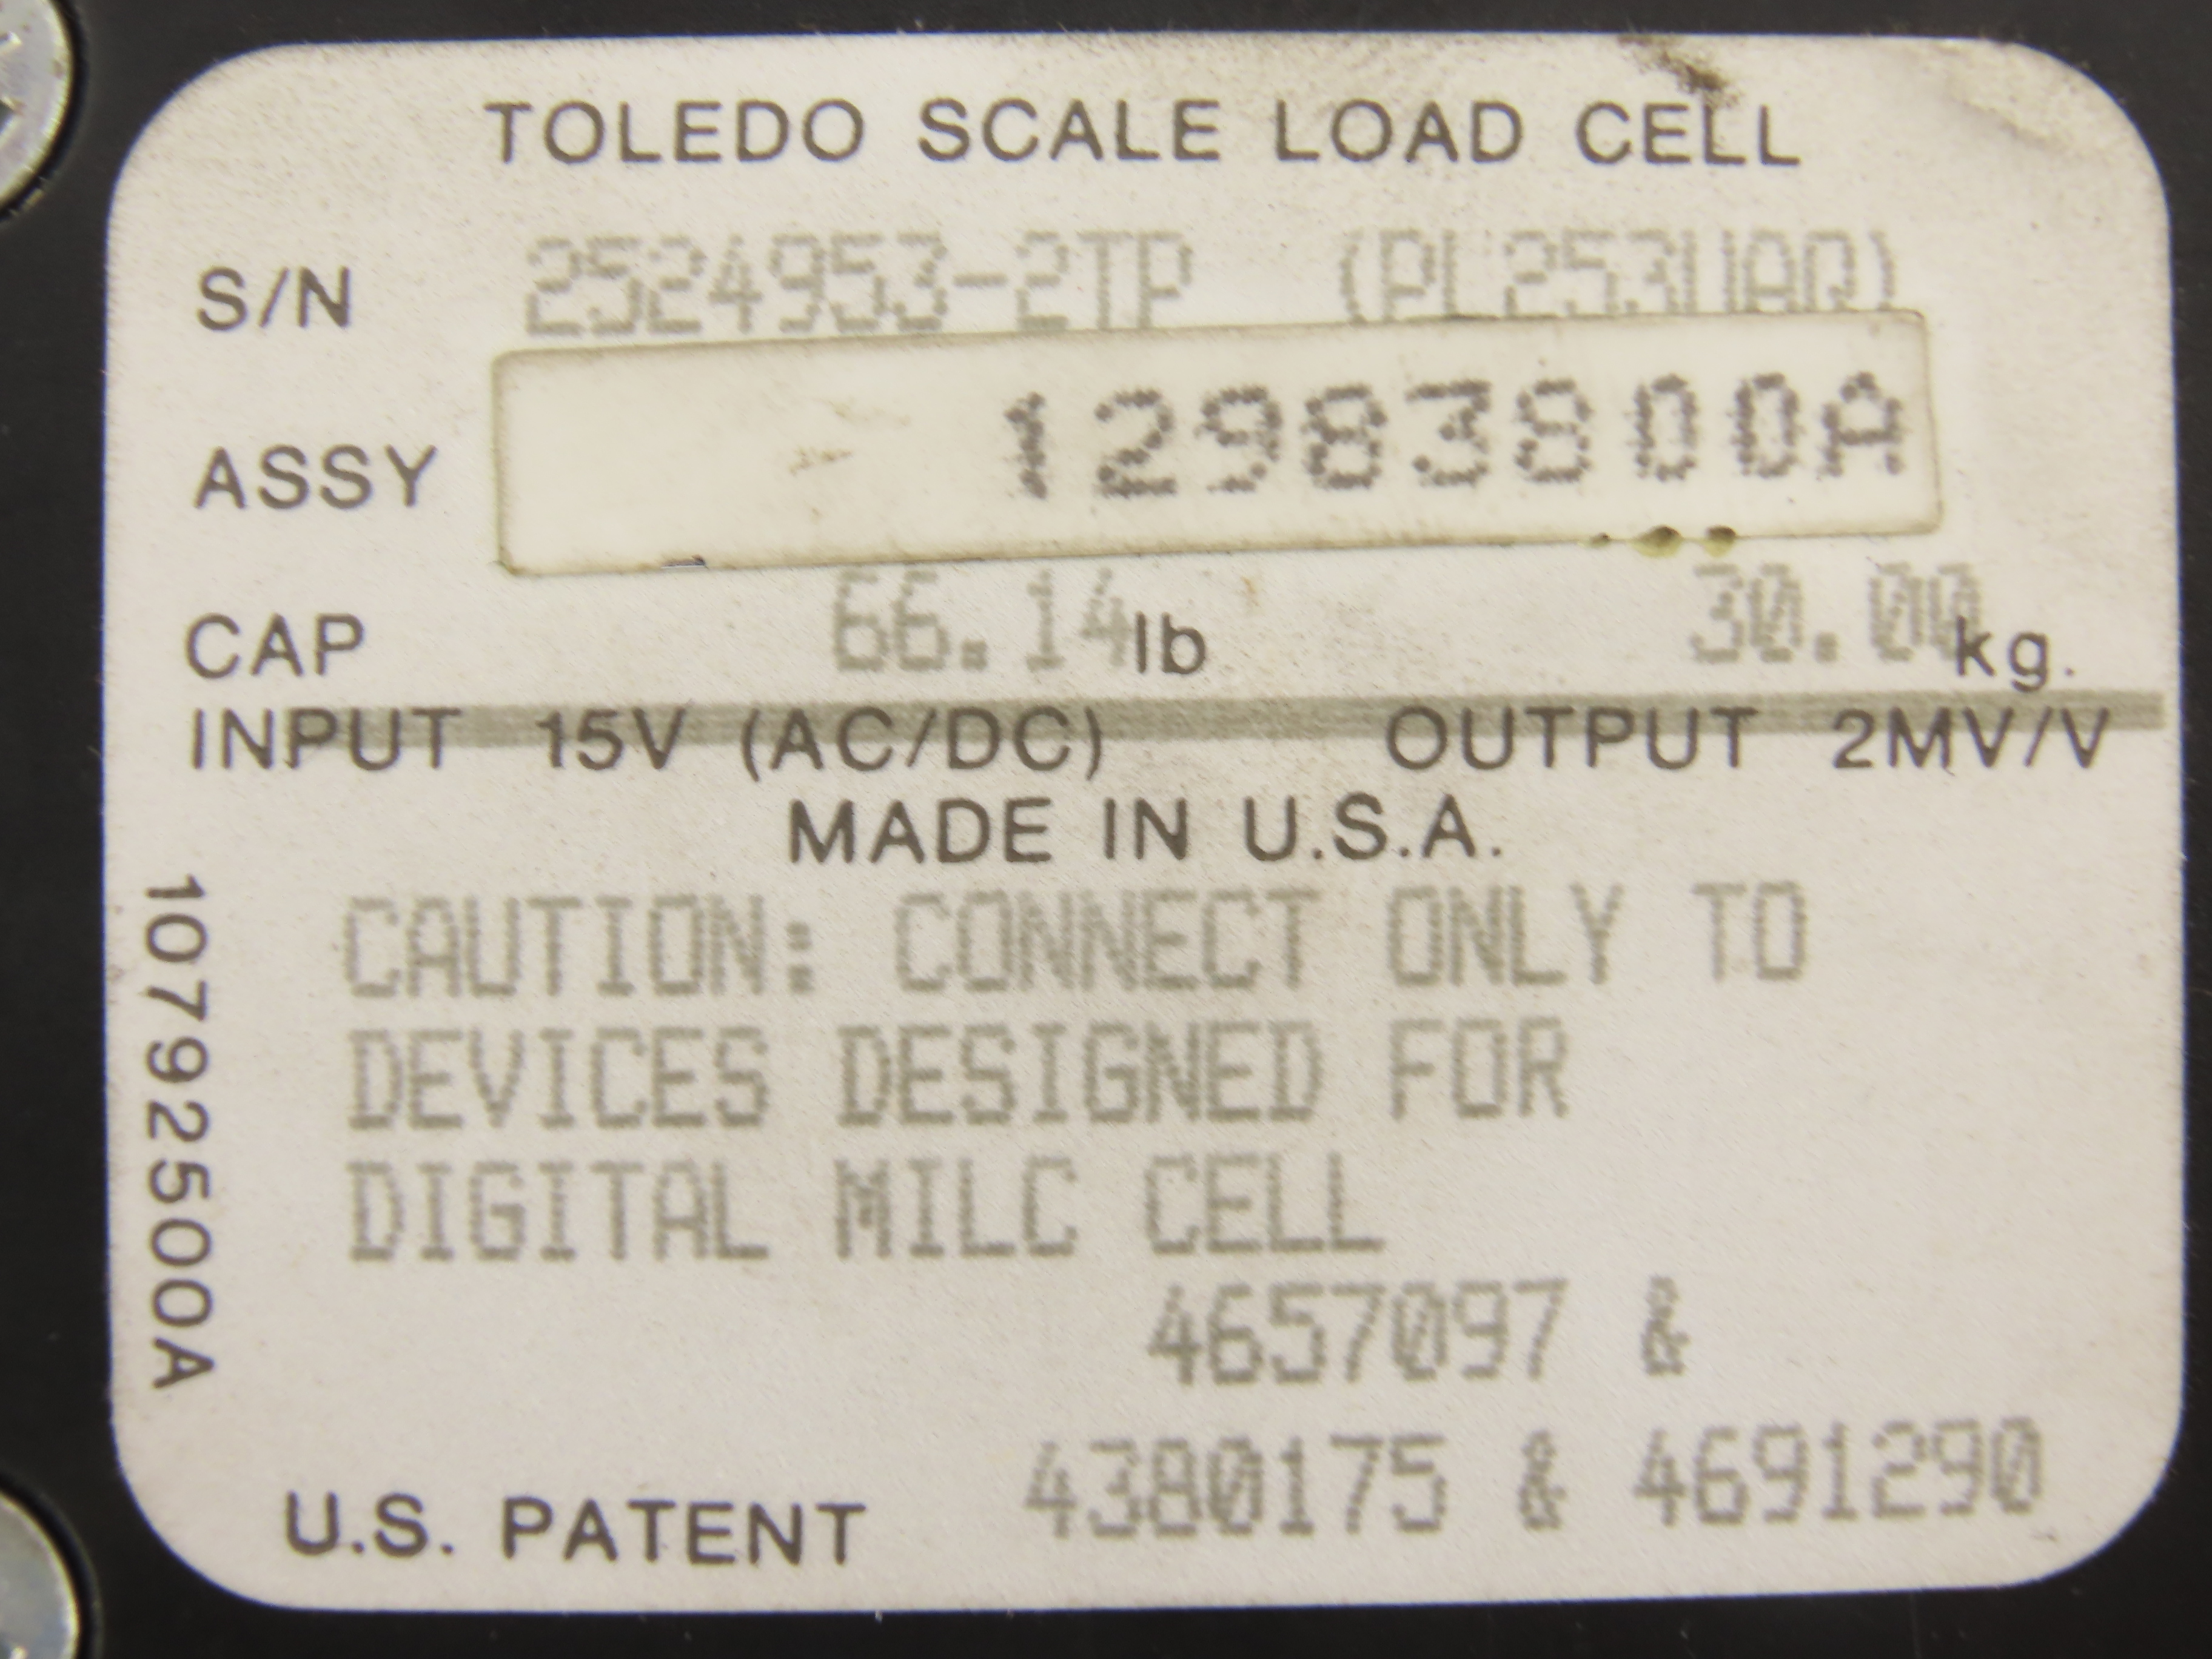 TOLEDO SCALE LOAD CELL
S/N 2524953-2TP (PL253UAQ)
ASSY 12983800A
CAP 66.14 lb 30.00 kg.
INPUT 15V (AC/DC) OUTPUT 2MV/V
MADE IN U.S.A.
CAUTION: CONNECT ONLY TO
DEVICES DESIGNED FOR
DIGITAL MILC CELL
4657097 &
U.S. PATENT 4380175 & 4691290
107925000A